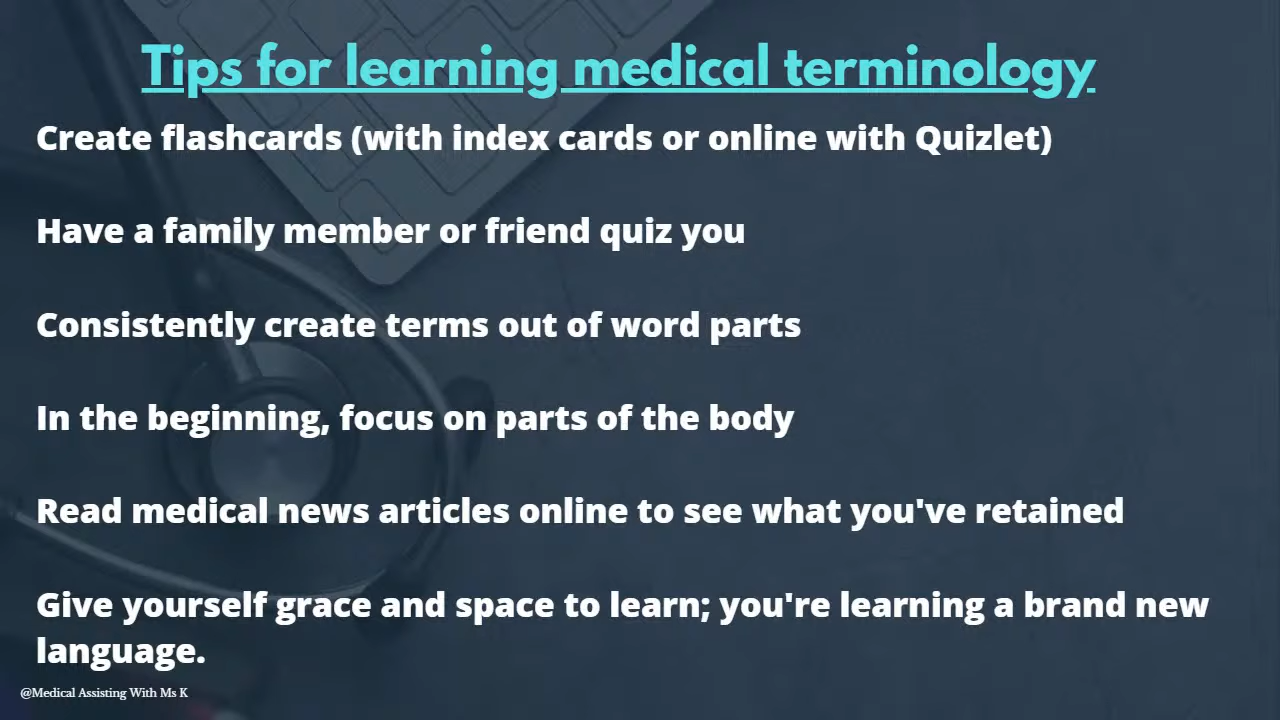 Tips for learning medical terminology
Create flashcards (with index cards or online with Quizlet)
Have a family member or friend quiz you
Consistently create terms out of word parts
In the beginning, focus on parts of the body
Read medical news articles online to see what you've retained
Give yourself grace and space to learn; you're learning a brand new
language.
@Medical Assisting With Ms K